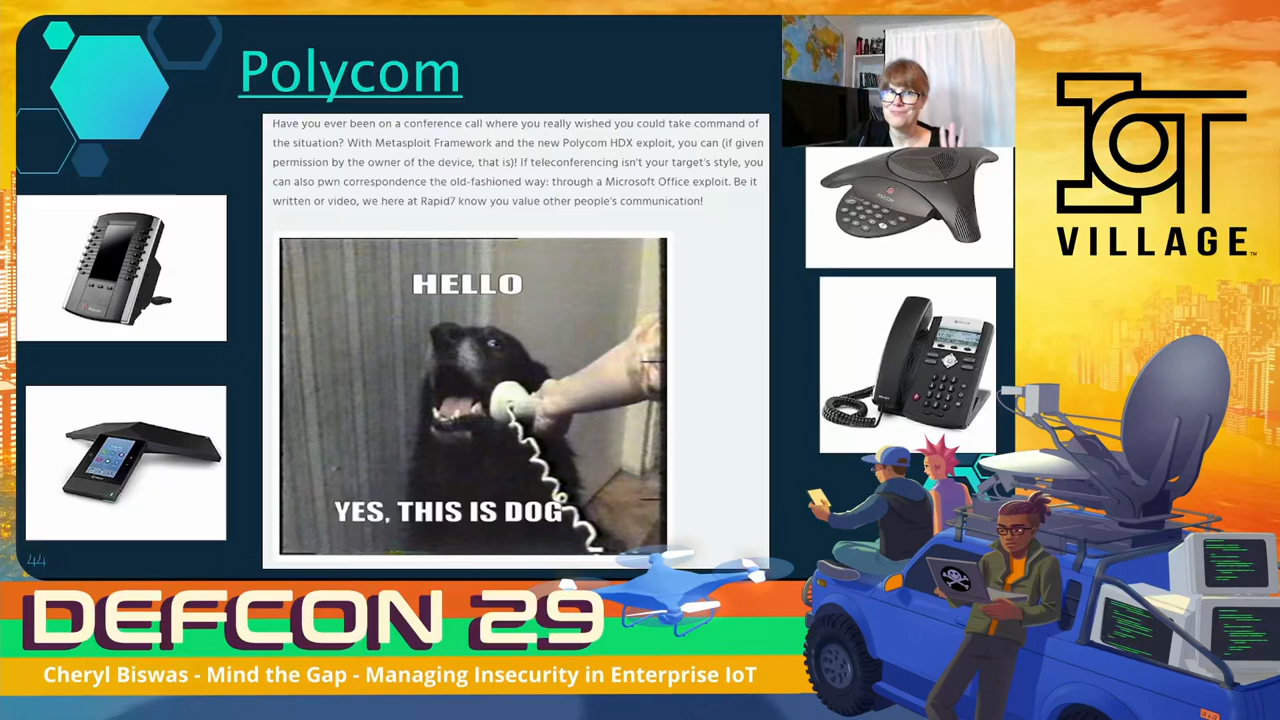 Polycom
Have you ever been on a conference call where you really wished you could take command of
the situation? With Metasploit Framework and the new Polycom HDX exploit, you can (if given
permission by the owner of the device, that is)! If teleconferencing isn't your target's style, you
can also pwn correspondence the old-fashioned way: through a Microsoft Office exploit. Be it
written or video, we here at Rapid7 know you value other people's communication!
HELLO
YES, THIS IS DOG
POLYCOM
44
IOT
VILLAGE™
DEFCON 29
Cheryl Biswas - Mind the Gap - Managing Insecurity in Enterprise IoT